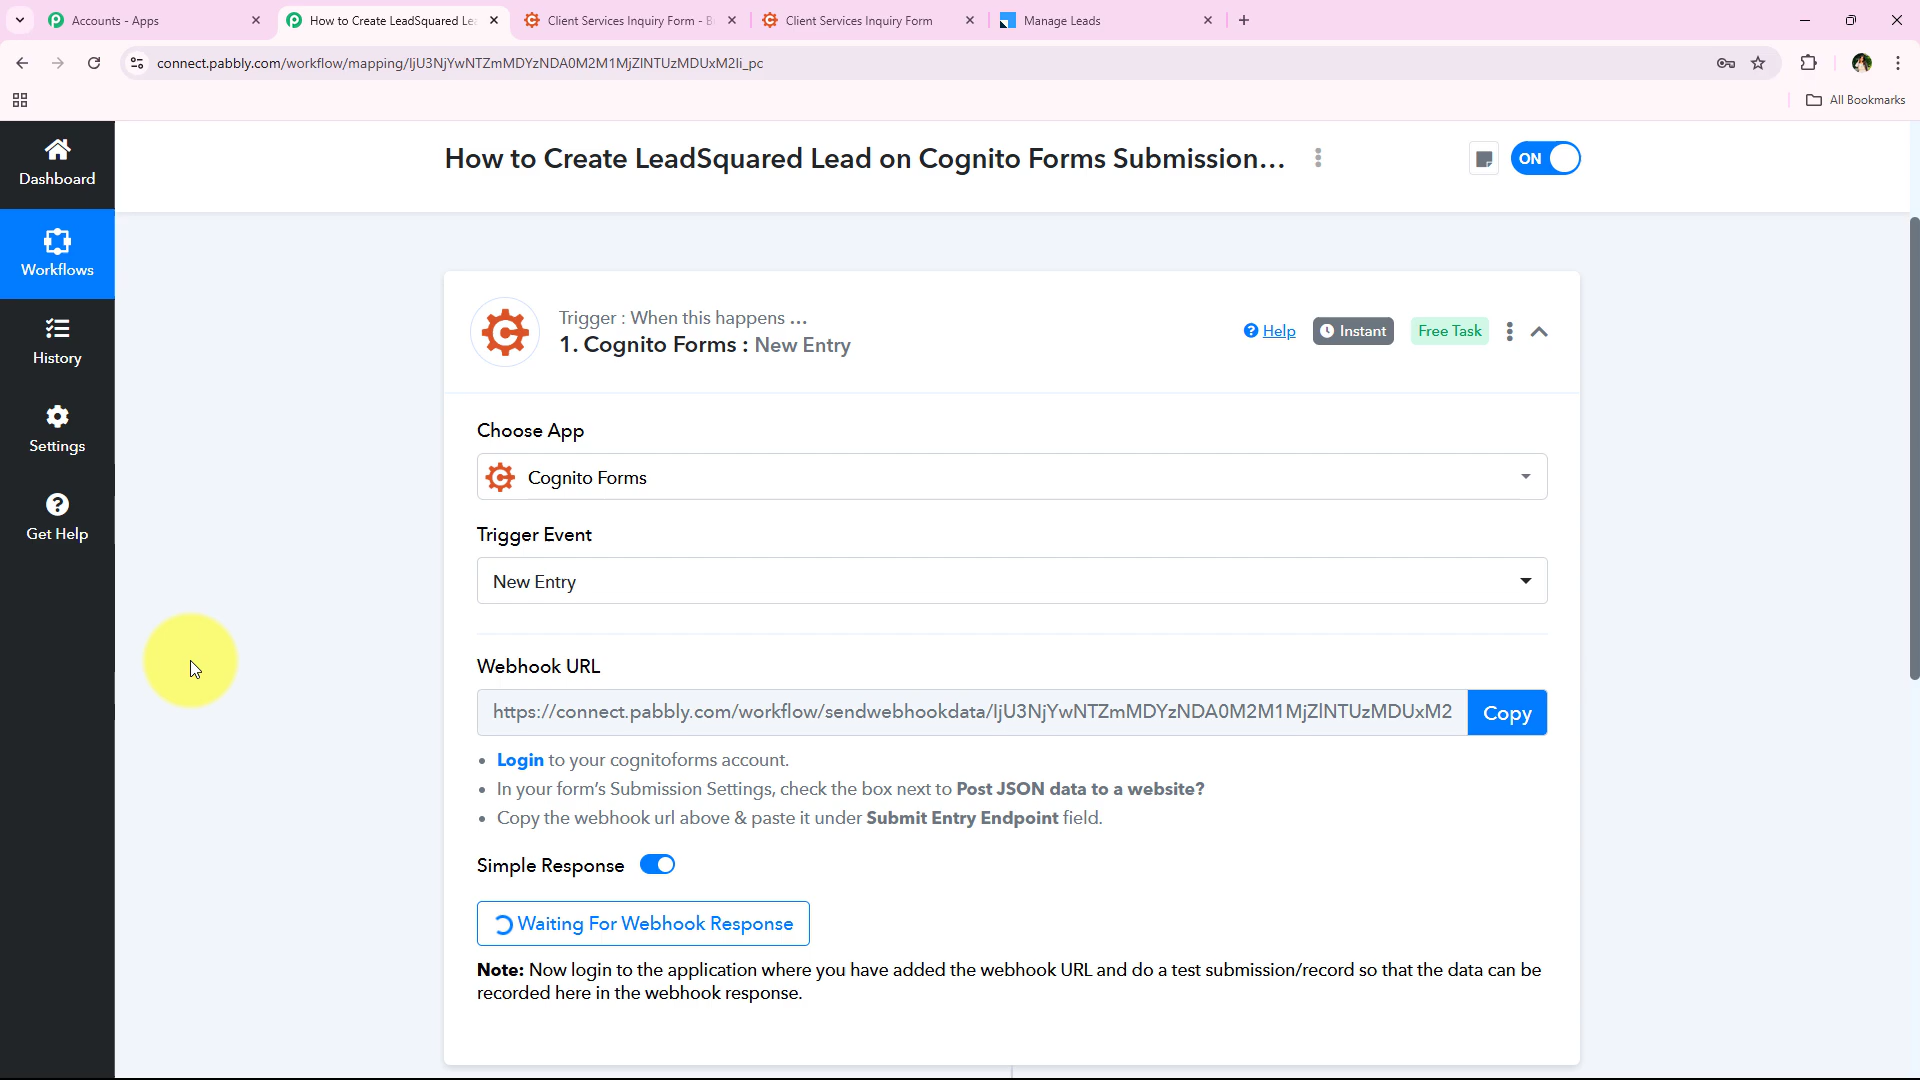 Accounts - Apps
How to Create LeadSquared Le
Client Services Inquiry Form - B
Client Services Inquiry Form
Manage Leads
connect.pabbly.com/workflow/mapping/IjU3NjYwNTZmMDYzNDA0M2M1MjZlNTUzMDUxM2Ii_pc
All Bookmarks
Dashboard
Workflows
History
Settings
Get Help
How to Create LeadSquared Lead on Cognito Forms Submission...
ON
Trigger : When this happens ...
1. Cognito Forms : New Entry
Help
Instant
Free Task
Choose App
Cognito Forms
Trigger Event
New Entry
Webhook URL
https://connect.pabbly.com/workflow/sendwebhookdata/IjU3NjYwNTZmMDYzNDA0M2M1MjZlNTUzMDUxM2
Copy
Login to your cognitoforms account.
In your form's Submission Settings, check the box next to Post JSON data to a website?
Copy the webhook url above & paste it under Submit Entry Endpoint field.
Simple Response
Waiting For Webhook Response
Note: Now login to the application where you have added the webhook URL and do a test submission/record so that the data can be
recorded here in the webhook response.